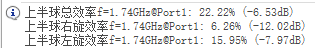 上半球总效率f=1.74GHz@Port1: 22.22% (-6.53dB)
上半球右旋效率f=1.74GHz@Port1: 6.26% (-12.02dB)
上半球左旋效率f=1.74GHz@Port1: 15.95% (-7.97dB)